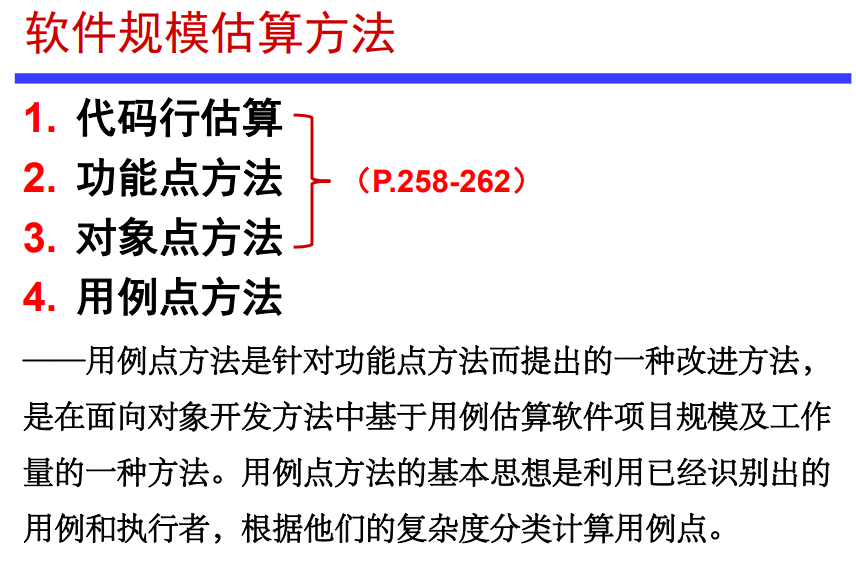 软件规模估算方法
1. 代码行估算
2. 功能点方法
（P.258-262）
3. 对象点方法
4. 用例点方法
——用例点方法是针对功能点方法而提出的一种改进方法，
是在面向对象开发方法中基于用例估算软件项目规模及工作
量的一种方法。用例点方法的基本思想是利用已经识别出的
用例和执行者，根据他们的复杂度分类计算用例点。